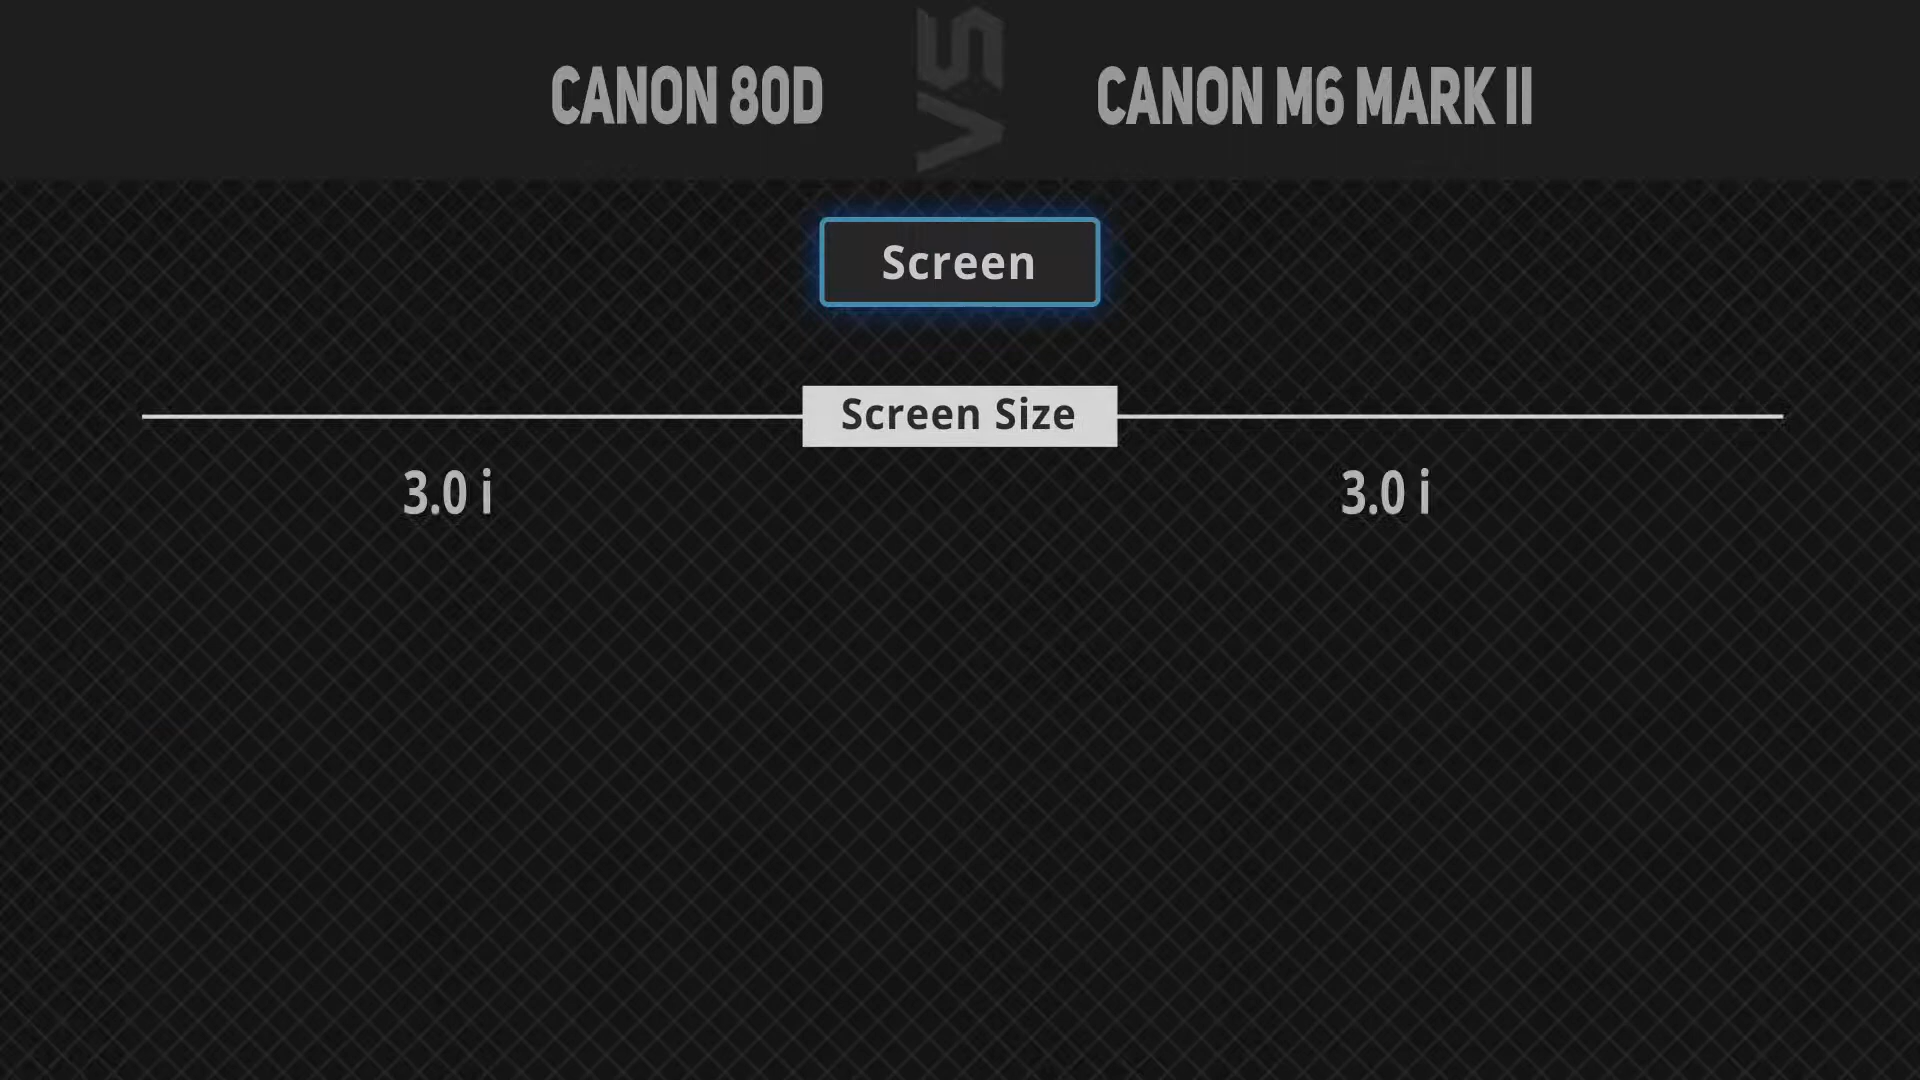 CANON 80D VS CANON M6 MARK II
Screen
Screen Size
3.0 i 3.0 i